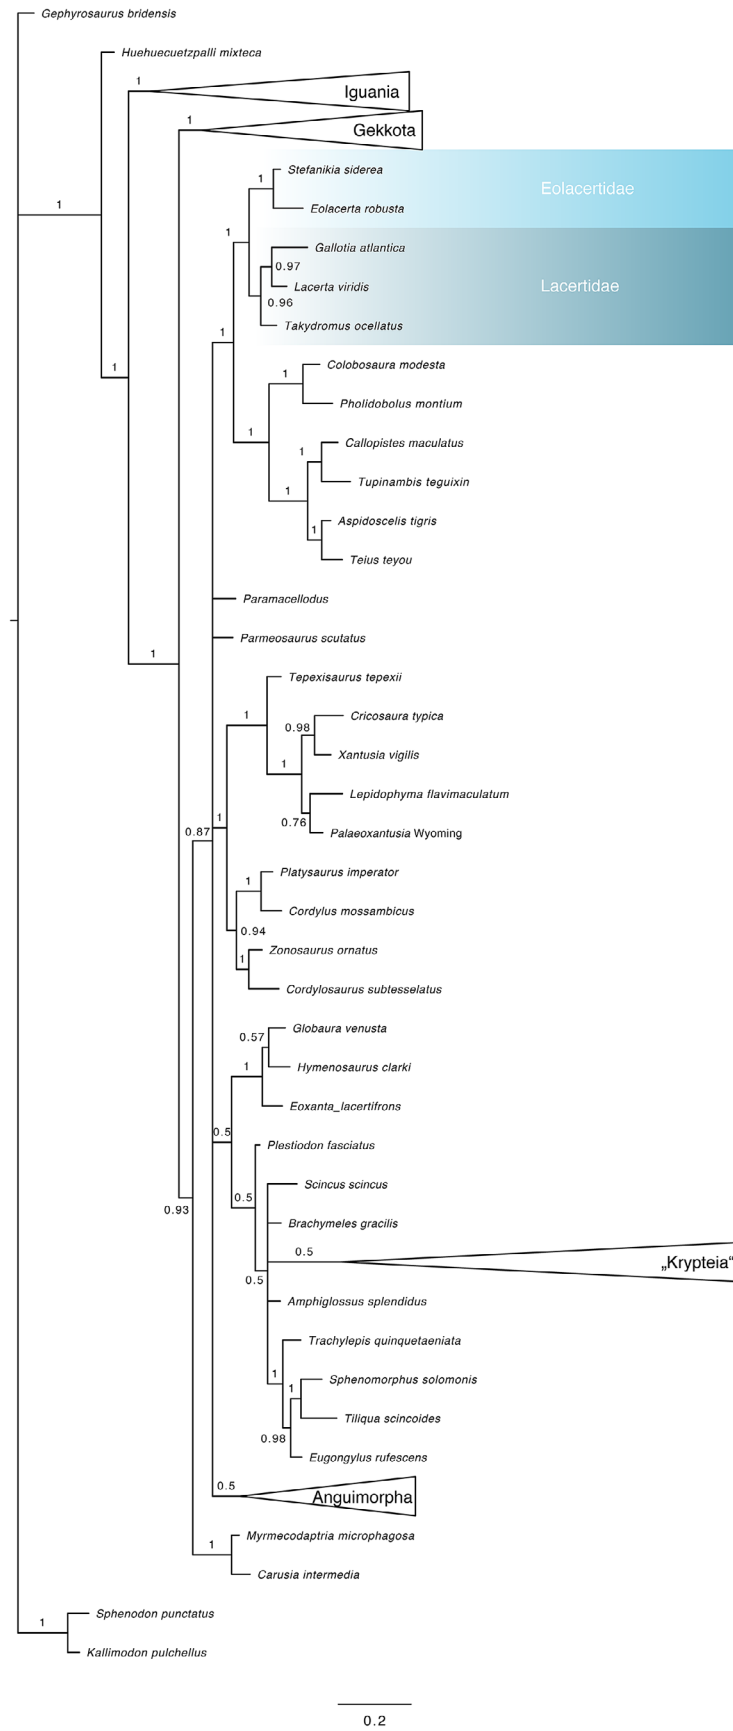 Gephyrosaurus bridensis
Huehuecuetzpalli mixteca
1
Iguania
1
Gekkota
Stefanikia siderea
1
Eolacertidae
Eolacerta robusta
1
1
Gallotia atlantica
0.97
Lacerta viridis
Lacertidae
0.96
Takydromus ocellatus
1
Colobosaura modesta
1
1
Pholidobolus montium
1
Callopistes maculatus
1
Tupinambis teguixin
1
Aspidoscelis tigris
1
Teius teyou
Paramacellodus
Parmeosaurus scutatus
1
Tepexisaurus tepexii
1
Cricosaura typica
0.98
Xantusia vigilis
1
Lepidophyma flavimaculatum
0.76
Palaeoxantusia Wyoming
0.87
1
Platysaurus imperator
1
Cordylus mossambicus
0.94
Zonosaurus ornatus
1
Cordylosaurus subtesselatus
Globaura venusta
0.57
Hymenosaurus clarki
1
Eoxanta_lacertifrons
0.5
Plestiodon fasciatus
Scincus scincus
0.5
0.93
Brachymeles gracilis
0.5
„Krypteia“
0.5
Amphiglossus splendidus
Trachylepis quinquetaeniata
1
Sphenomorphus solomonis
1
Tiliqua scincoides
0.98
Eugongylus rufescens
0.5
Anguimorpha
Myrmecodaptria microphagosa
1
Carusia intermedia
Sphenodon punctatus
1
Kallimodon pulchellus
0.2